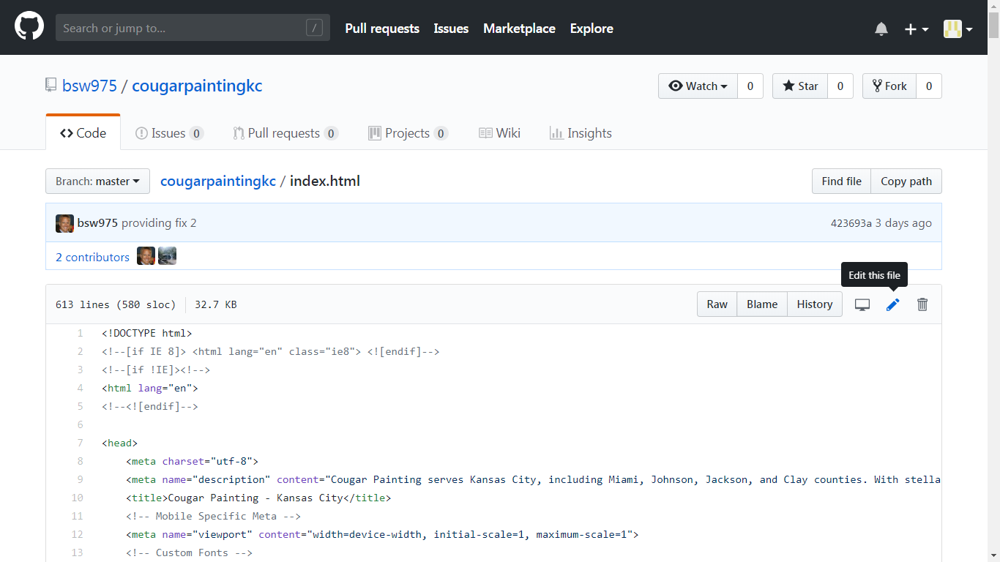 Search or jump to... / Pull requests Issues Marketplace Explore
bsw975 / cougarpaintingkc Watch 0 Star 0 Fork 0
Code Issues 0 Pull requests 0 Projects 0 Wiki Insights
Branch: master cougarpaintingkc / index.html Find file Copy path
bsw975 providing fix 2 423693a 3 days ago
2 contributors
Edit this file
613 lines (580 sloc) 32.7 KB Raw Blame History
1 <!DOCTYPE html>
2 <!--[if IE 8]> <html lang="en" class="ie8"> <![endif]-->
3 <!--[if !IE]><!-->
4 <html lang="en">
5 <!--<![endif]-->
6
7 <head>
8 <meta charset="utf-8">
9 <meta name="description" content="Cougar Painting serves Kansas City, including Miami, Johnson, Jackson, and Clay counties. With stella
10 <title>Cougar Painting - Kansas City</title>
11 <!-- Mobile Specific Meta -->
12 <meta name="viewport" content="width=device-width, initial-scale=1, maximum-scale=1">
13 <!-- Custom Fonts -->